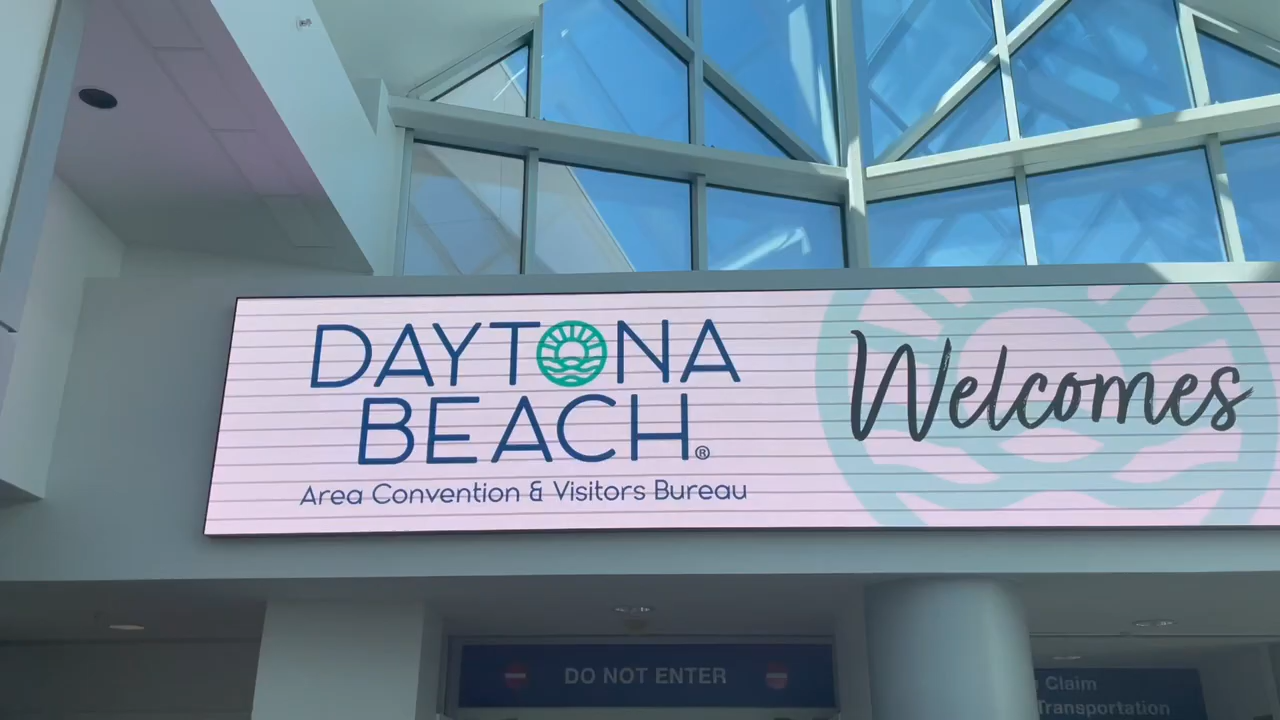 DAYTONA
BEACH®
Area Convention & Visitors Bureau
Welcomes
DO NOT ENTER
Claim
Transportation